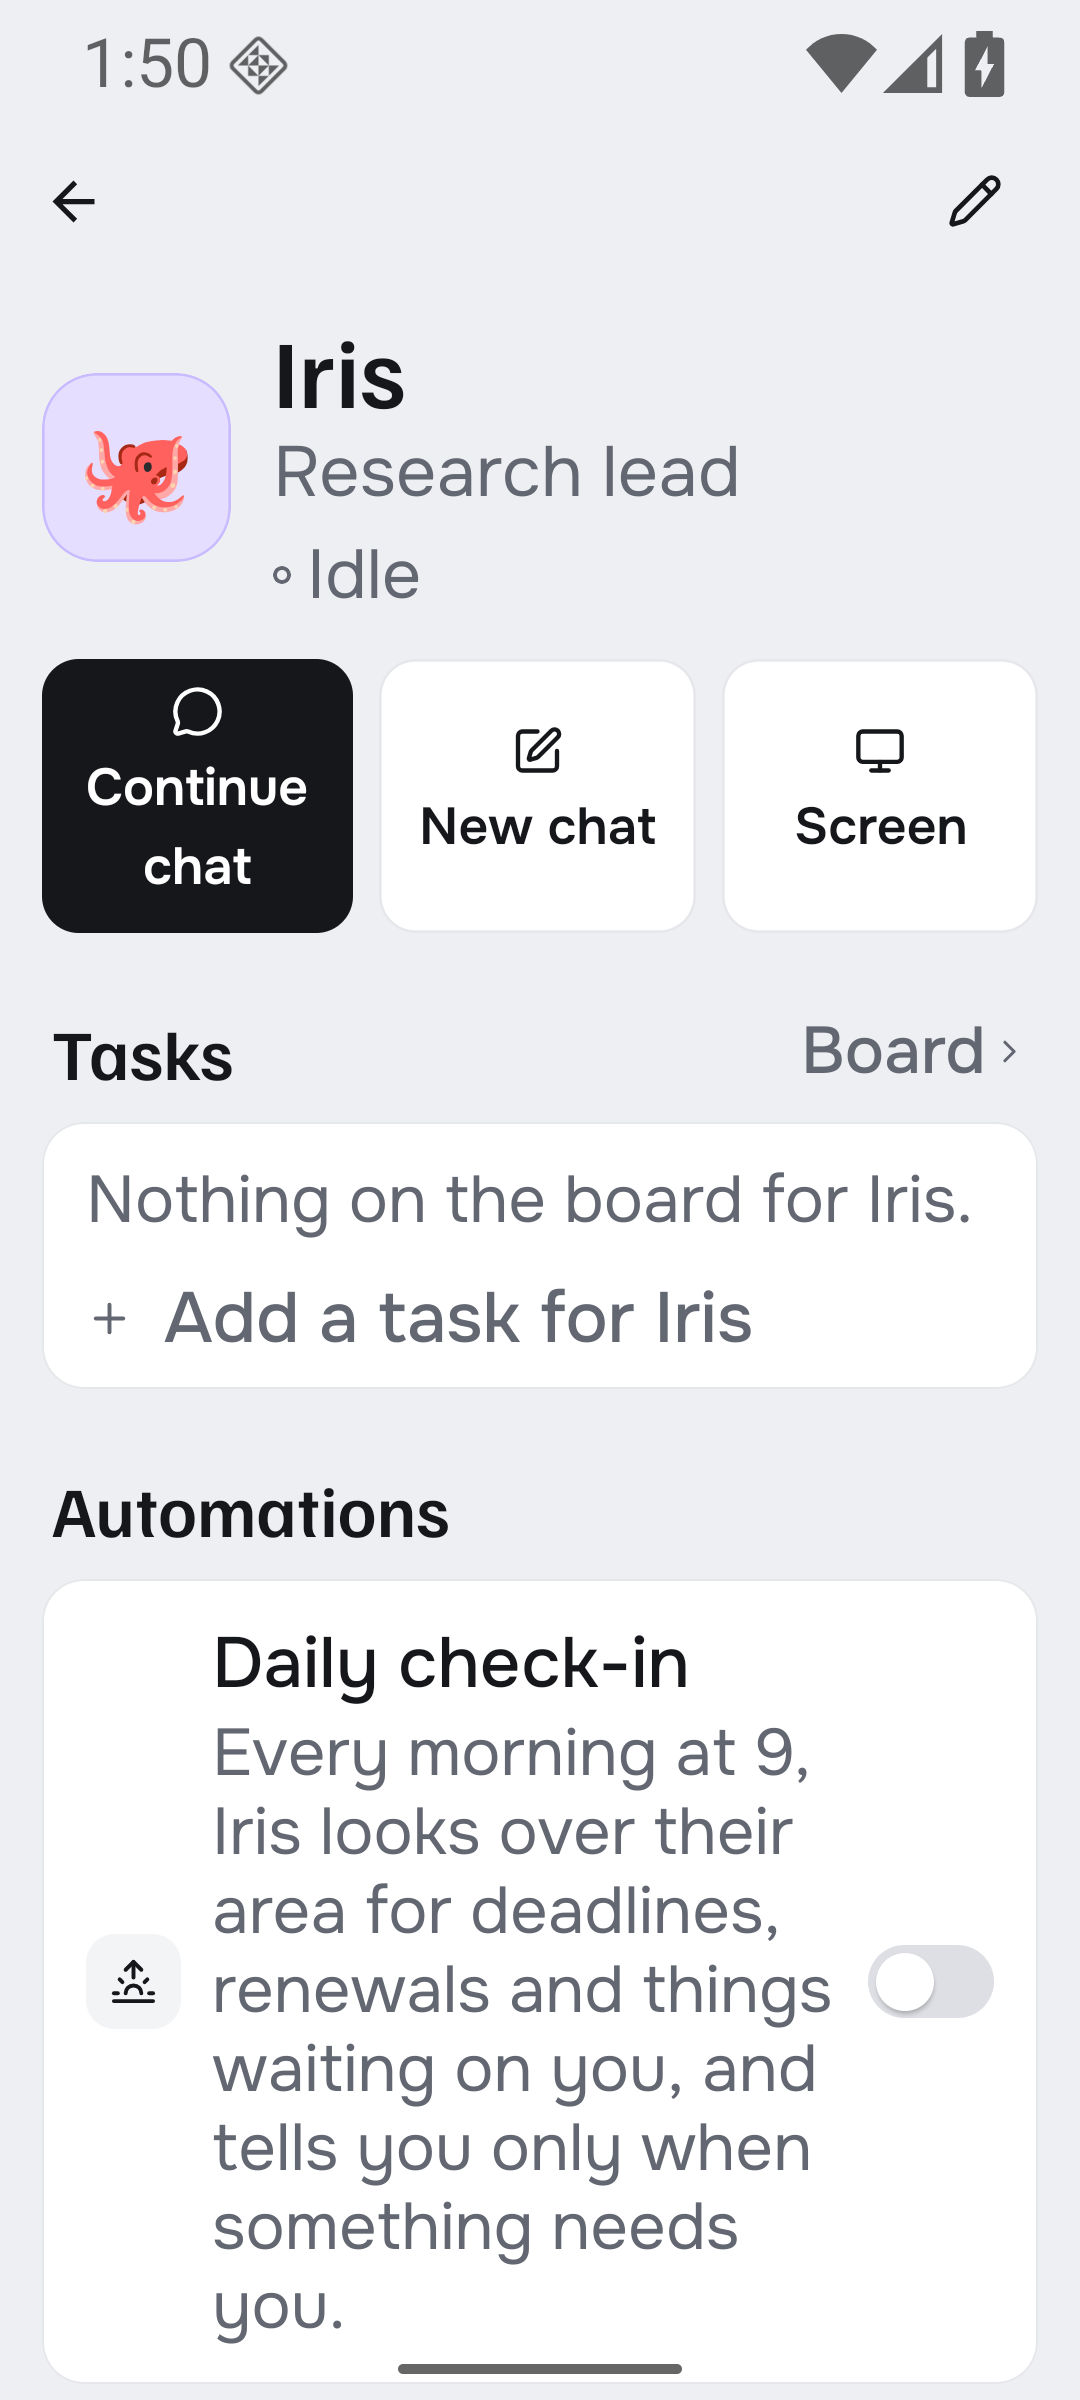 1:50
Iris
Research lead
Idle
Continue
chat
New chat
Screen
Tasks
Board
Nothing on the board for Iris.
Add a task for Iris
Automations
Daily check-in
Every morning at 9,
Iris looks over their
area for deadlines,
renewals and things
waiting on you, and
tells you only when
something needs
you.